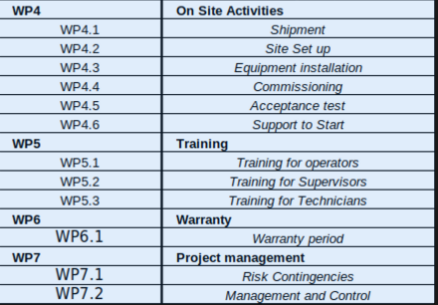 WP4 On Site Activities
WP4.1 Shipment
WP4.2 Site Set up
WP4.3 Equipment installation
WP4.4 Commissioning
WP4.5 Acceptance test
WP4.6 Support to Start
WP5 Training
WP5.1 Training for operators
WP5.2 Training for Supervisors
WP5.3 Training for Technicians
WP6 Warranty
WP6.1 Warranty period
WP7 Project management
WP7.1 Risk Contingencies
WP7.2 Management and Control